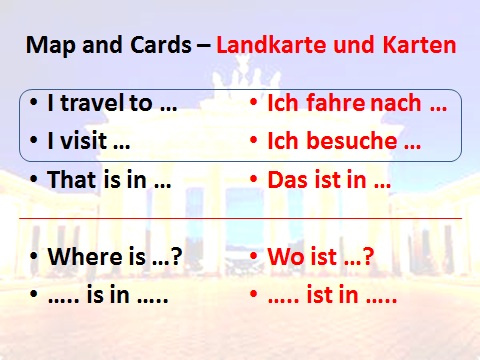 Map and Cards – Landkarte und Karten
• I travel to … • Ich fahre nach …
• I visit … • Ich besuche …
• That is in … • Das ist in …
• Where is …? • Wo ist …?
• ..... is in ..... • ..... ist in .....